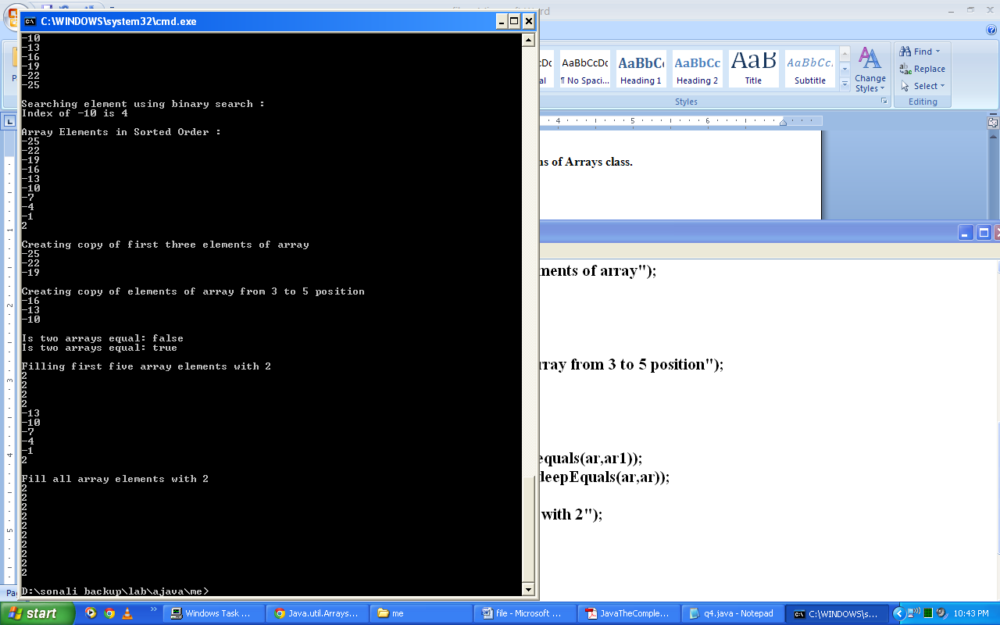 C:\WINDOWS\system32\cmd.exe
-10
-13
-16
-19
-22
-25
Searching element using binary search :
Index of -10 is 4
Array Elements in Sorted Order :
-25
-22
-19
-16
-13
-10
-7
-4
-1
2
Creating copy of first three elements of array
-25
-22
-19
Creating copy of elements of array from 3 to 5 position
-16
-13
-10
Is two arrays equal: false
Is two arrays equal: true
Filling first five array elements with 2
2
2
2
2
-13
-10
-7
-4
-1
2
Fill all array elements with 2
2
2
2
2
2
2
2
2
2
2
D:\sonali backup\lab\ajava\me>
AaBbCcDc AaBbC AaBbCc AaB AaBbCc.
¶ No Spaci... Heading 1 Heading 2 Title Subtitle
Change Styles
Styles
Find
Replace
Select
Editing
4 5 6
s of Arrays class.
ments of array");
rray from 3 to 5 position");
equals(ar,ar1));
deepEquals(ar,ar));
with 2");
1
2
3
4
5
start
Windows Task ...
Java.util.Arrays...
me
file - Microsoft ...
JavaTheComple...
q4.java - Notepad
C:\WINDOWS\s...
10:43 PM